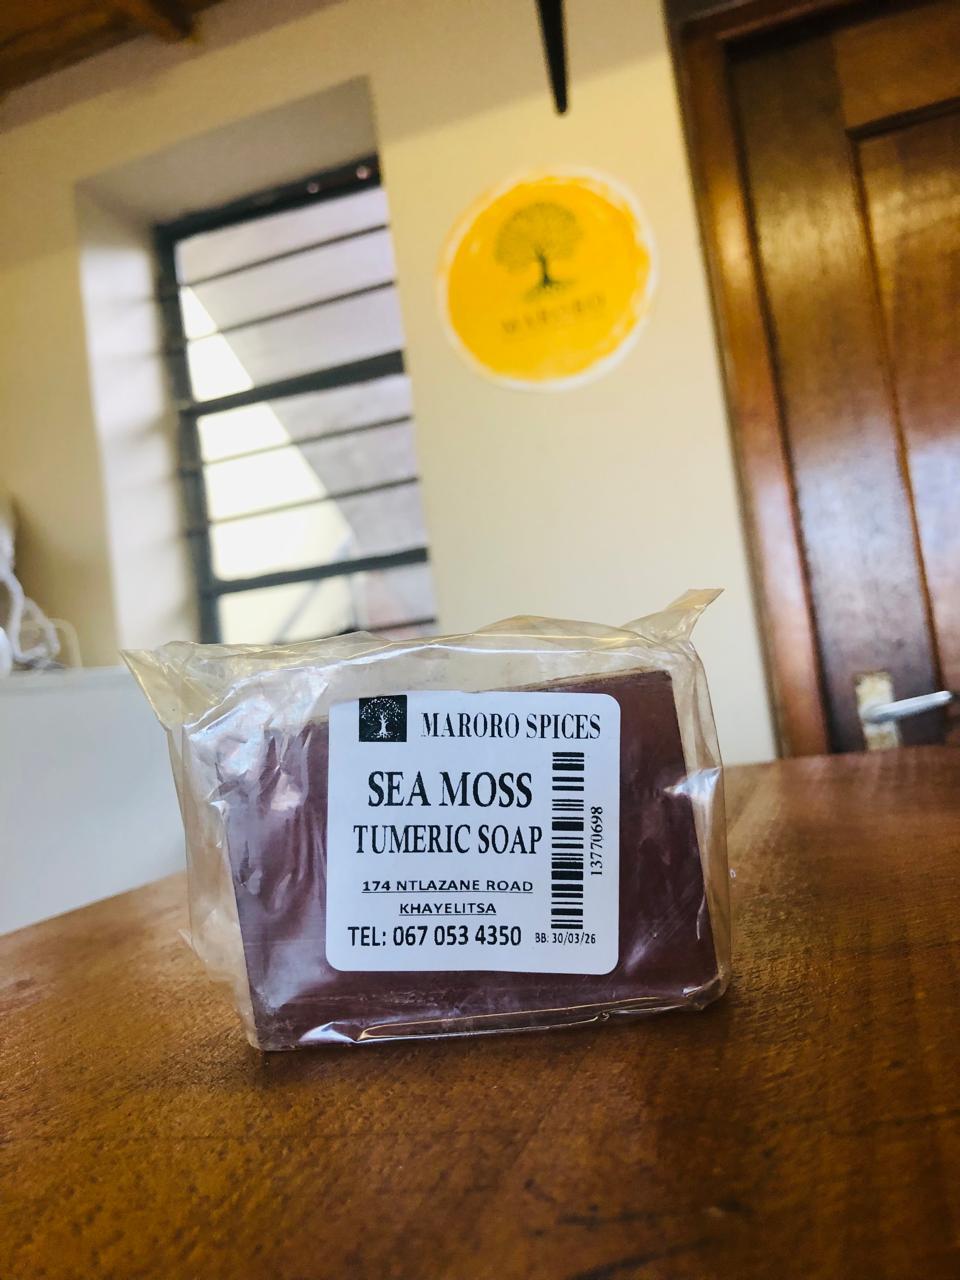 MARORO
MARORO SPICES
SEA MOSS
TUMERIC SOAP
174 NTLAZANE ROAD
KHAYELITSA
TEL: 067 053 4350
BB: 30/03/26
13770698